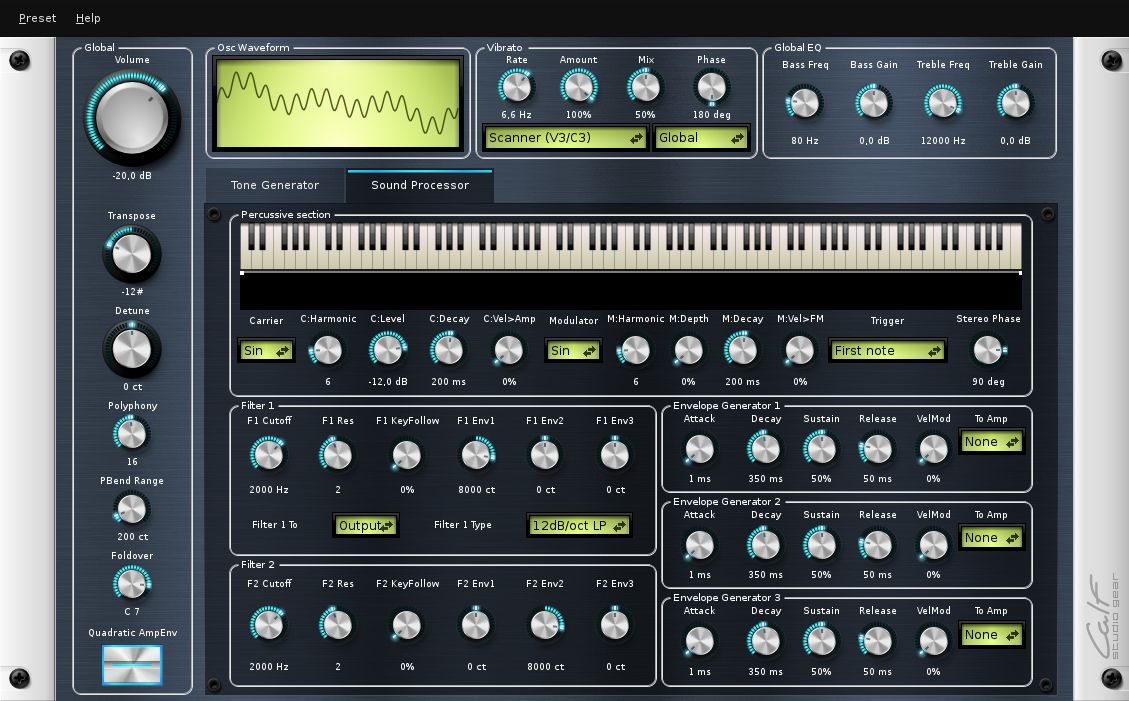 Preset Help
Global
Volume
-20,0 dB
Transpose
-12#
Detune
0 ct
Polyphony
16
PBend Range
200 ct
Foldover
C 7
Quadratic AmpEnv
Osc Waveform
Vibrato
Rate Amount Mix Phase
6,6 Hz 100% 50% 180 deg
Scanner (V3/C3) Global
Global EQ
Bass Freq Bass Gain Treble Freq Treble Gain
80 Hz 0,0 dB 12000 Hz 0,0 dB
Tone Generator Sound Processor
Percussive section
Carrier C:Harmonic C:Level C:Decay C:Vel>Amp Modulator M:Harmonic M:Depth M:Decay M:Vel>FM Trigger Stereo Phase
Sin Sin First note
6 -12,0 dB 200 ms 0% 6 0% 200 ms 0% 90 deg
Filter 1
F1 Cutoff F1 Res F1 KeyFollow F1 Env1 F1 Env2 F1 Env3
2000 Hz 2 0% 8000 ct 0 ct 0 ct
Filter 1 To Output Filter 1 Type 12dB/oct LP
Filter 2
F2 Cutoff F2 Res F2 KeyFollow F2 Env1 F2 Env2 F2 Env3
2000 Hz 2 0% 0 ct 8000 ct 0 ct
Envelope Generator 1
Attack Decay Sustain Release VelMod To Amp
None
1 ms 350 ms 50% 50 ms 0%
Envelope Generator 2
Attack Decay Sustain Release VelMod To Amp
None
1 ms 350 ms 50% 50 ms 0%
Envelope Generator 3
Attack Decay Sustain Release VelMod To Amp
None
1 ms 350 ms 50% 50 ms 0%
Calf
studio gear